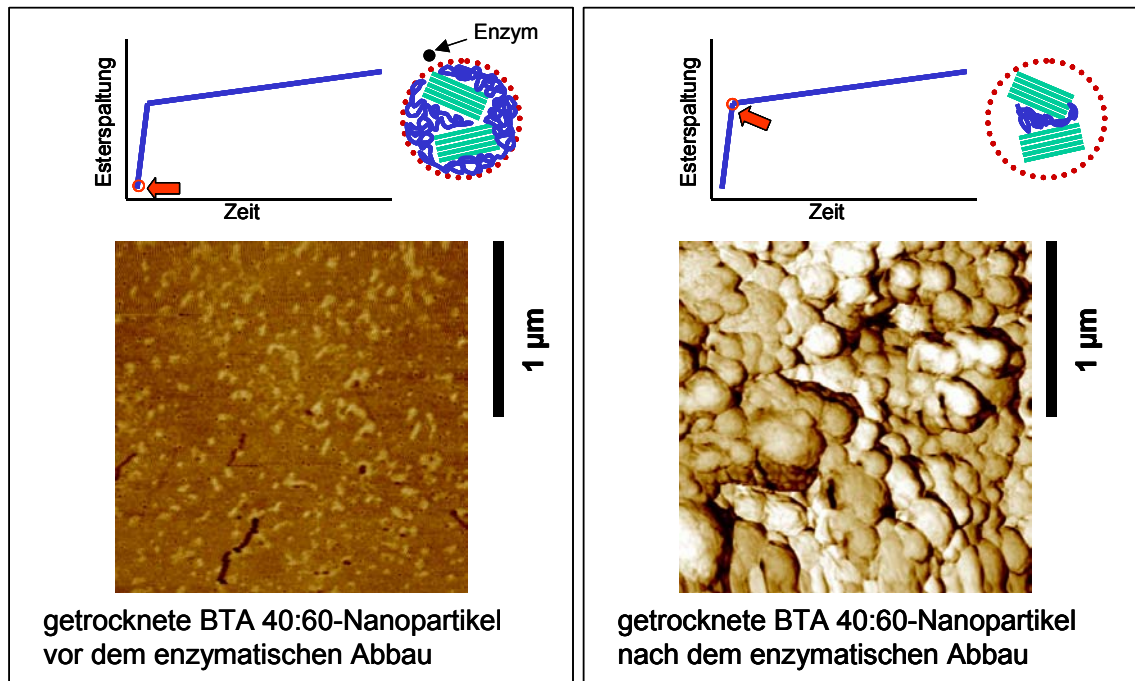 Enzym
Esterspaltung
Zeit
1 µm
getrocknete BTA 40:60-Nanopartikel
vor dem enzymatischen Abbau
Esterspaltung
Zeit
1 µm
getrocknete BTA 40:60-Nanopartikel
nach dem enzymatischen Abbau